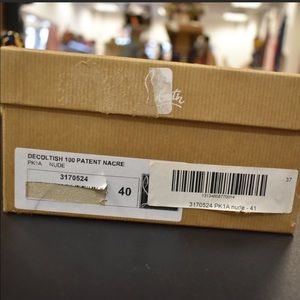 DECOLTISH 100 PATENT NACRE
PK1A NUDE
3170524
40
37
3170524 PK1A nude - 41